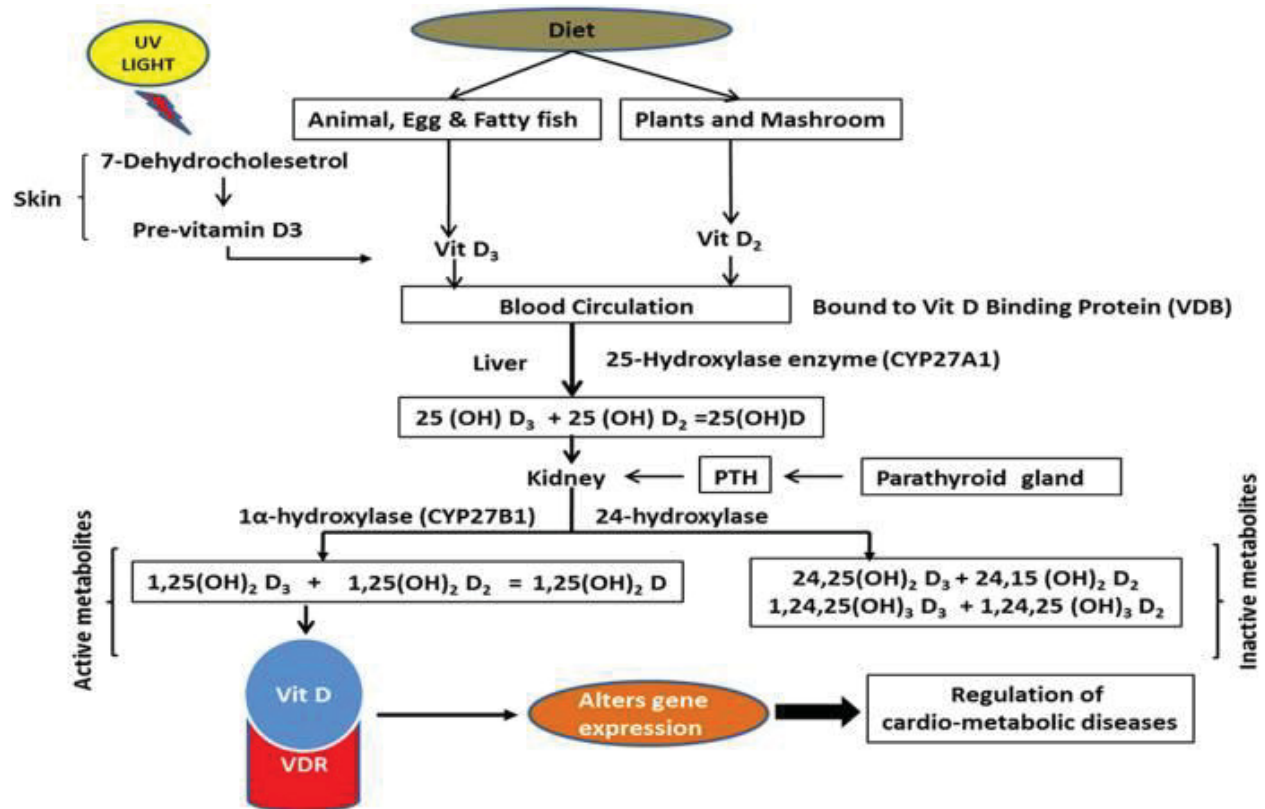 Diet
UV
LIGHT
Animal, Egg & Fatty fish
Plants and Mashroom
7-Dehydrocholesetrol
Skin
Pre-vitamin D3
Vit D₃
Vit D₂
Blood Circulation
Bound to Vit D Binding Protein (VDB)
Liver
25-Hydroxylase enzyme (CYP27A1)
25 (OH) D₃ + 25 (OH) D₂ =25(OH)D
Kidney
PTH
Parathyroid gland
1α-hydroxylase (CYP27B1)
24-hydroxylase
Active metabolites
1,25(OH)₂ D₃ + 1,25(OH)₂ D₂ = 1,25(OH)₂ D
24,25(OH)₂ D₃ + 24,15 (OH)₂ D₂
1,24,25(OH)₃ D₃ + 1,24,25 (OH)₃ D₂
Inactive metabolites
Vit D
VDR
Alters gene
expression
Regulation of
cardio-metabolic diseases